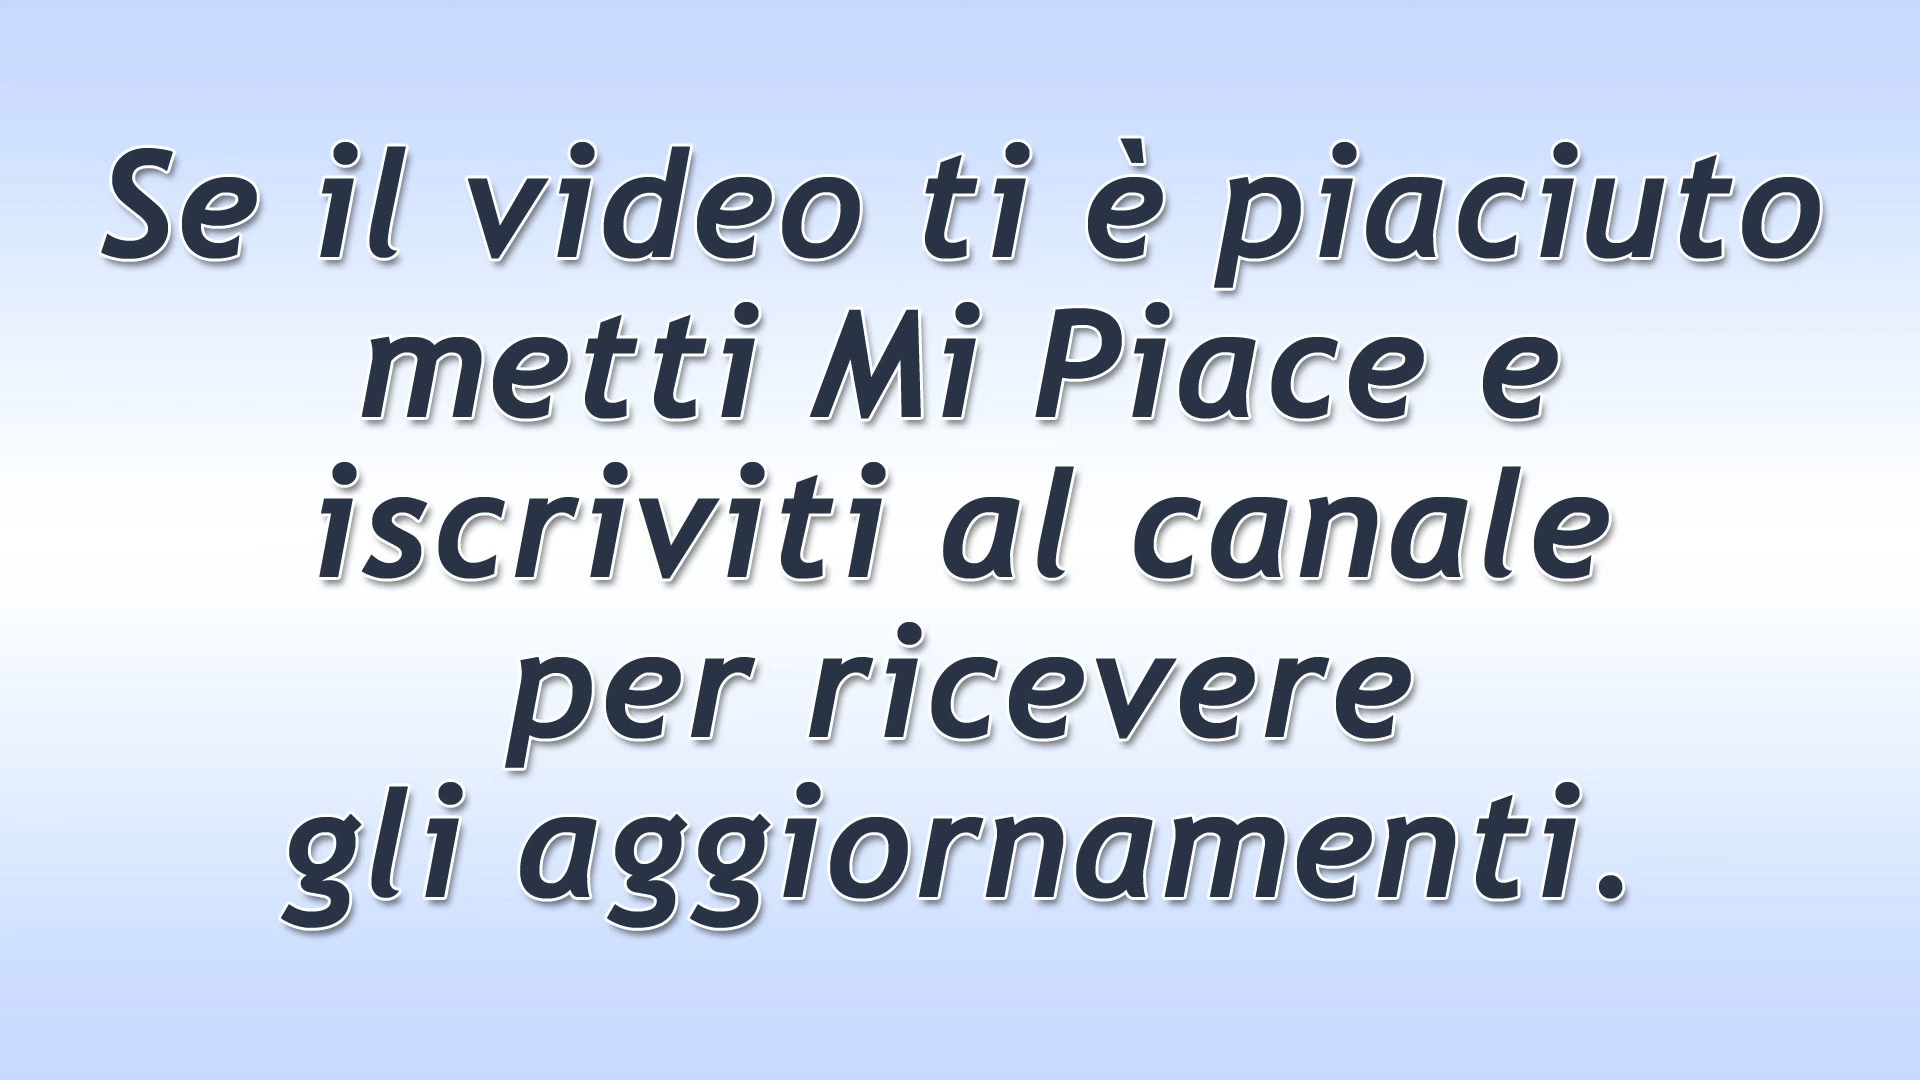 Se il video ti è piaciuto
metti Mi Piace e
iscriviti al canale
per ricevere
gli aggiornamenti.